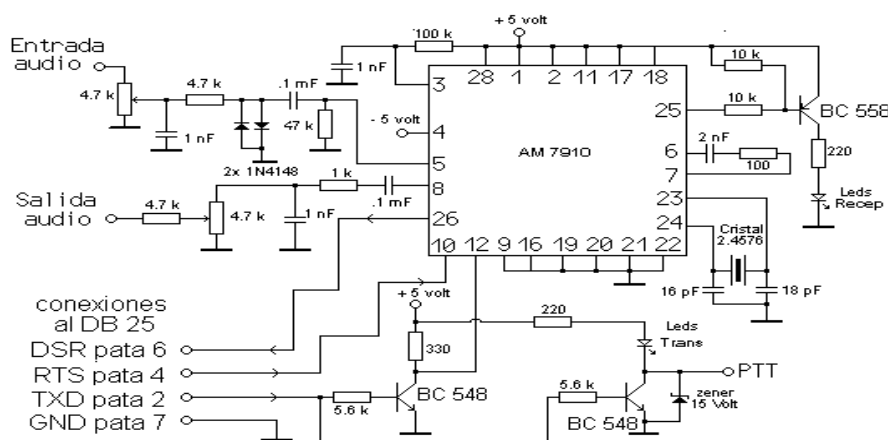 Entrada
audio
4.7 k
4.7 k
1 nF
2x 1N4148
.1 mF
47 k
1 nF
100 k
+ 5 volt
- 5 volt
28
1
2
11
17
18
3
4
5
8
26
10
12
9
16
19
20
21
22
25
6
7
23
24
AM 7910
10 k
10 k
BC 558
2 nF
100
220
Leds
Recep
Cristal
2.4576
16 pF
18 pF
Salida
audio
4.7 k
4.7 k
1 nF
1 k
.1 mF
conexiones
al DB 25
DSR pata 6
RTS pata 4
TXD pata 2
GND pata 7
+ 5 volt
330
5.6 k
BC 548
220
Leds
Trans
5.6 k
BC 548
PTT
zener
15 Volt